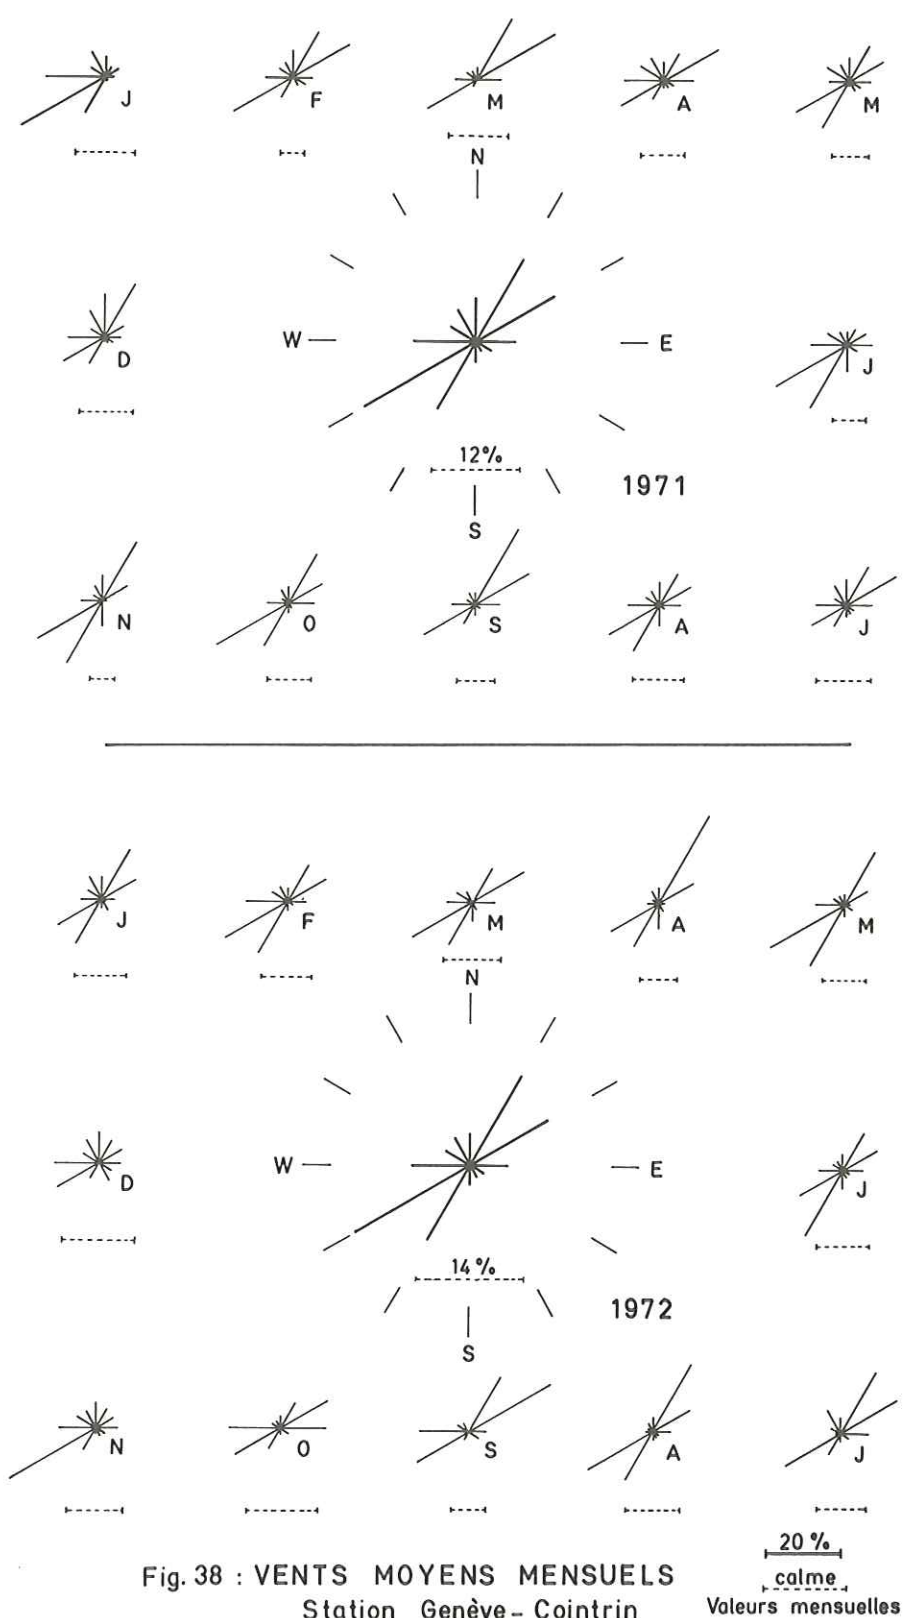 J F M A M
N
D W E J
12%
1971
S
N O S A J
J F M A M
N
D W E J
14%
1972
S
N O S A J
20%
Fig. 38 : VENTS MOYENS MENSUELS
calme
Station Genève - Cointrin
Valeurs mensuelles